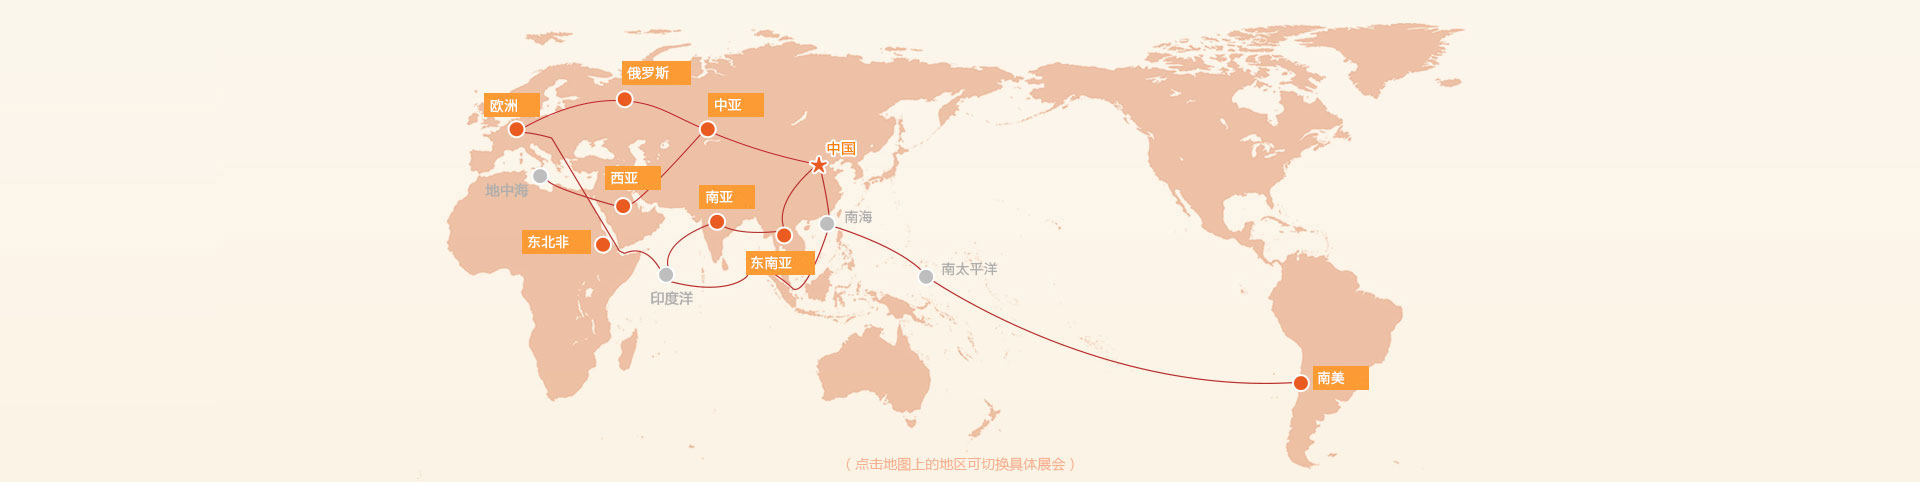 俄罗斯
欧洲
中亚
中国
地中海
西亚
南亚
南海
东北非
东南亚
南太平洋
印度洋
南美
（点击地图上的地区可切换具体展会）